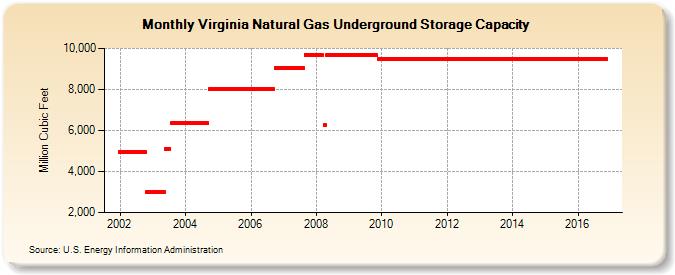 Monthly Virginia Natural Gas Underground Storage Capacity
Million Cubic Feet
10,000
8,000
6,000
4,000
2,000
2002 2004 2006 2008 2010 2012 2014 2016
Source: U.S. Energy Information Administration